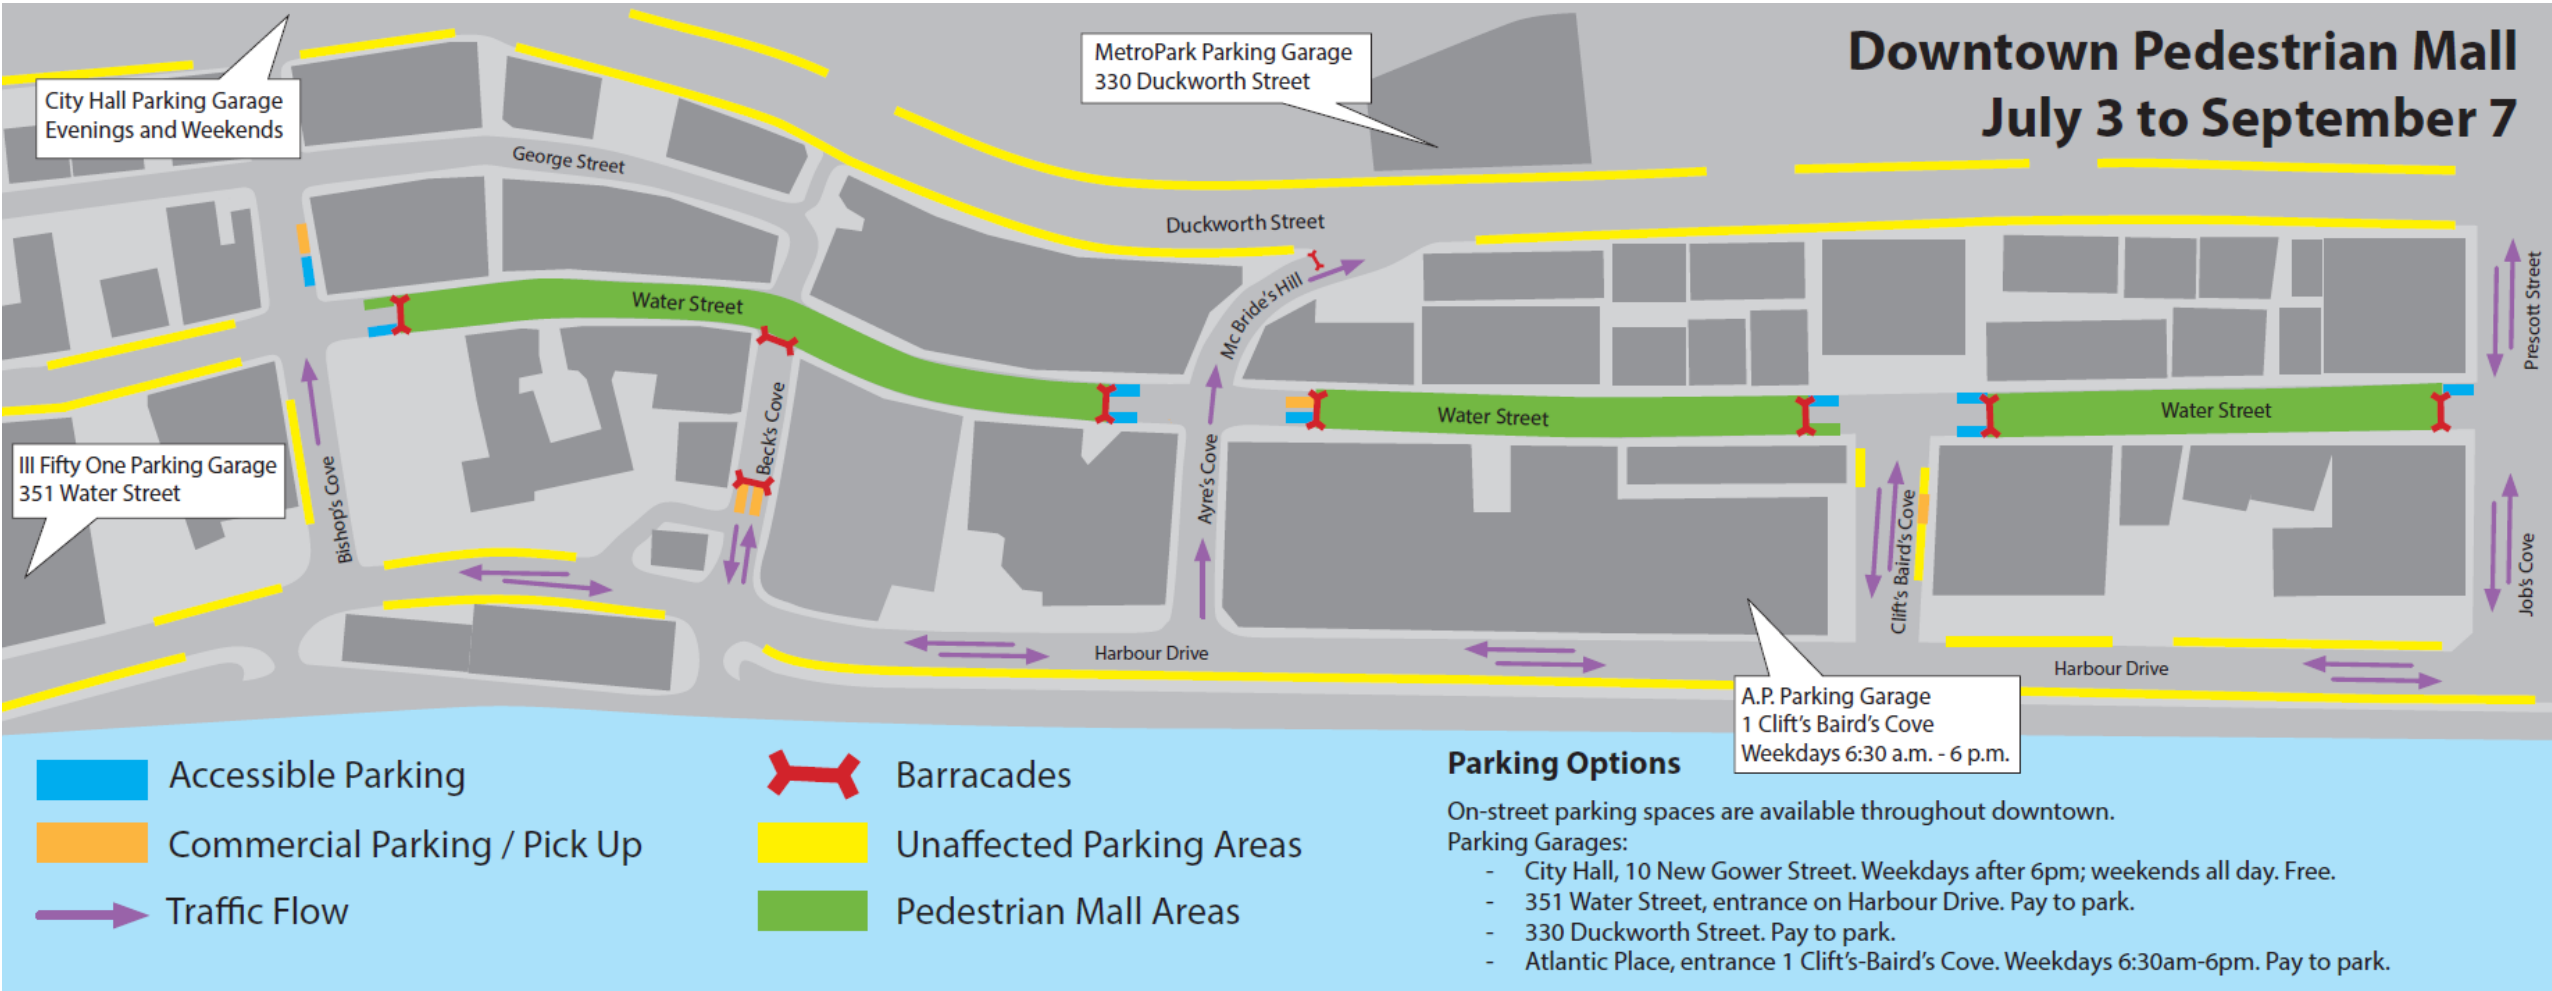 Downtown Pedestrian Mall
July 3 to September 7
City Hall Parking Garage
Evenings and Weekends
MetroPark Parking Garage
330 Duckworth Street
George Street
Duckworth Street
Water Street
McBride's Hill
Prescott Street
Beck's Cove
Water Street
Water Street
III Fifty One Parking Garage
351 Water Street
Bishop's Cove
Ayre's Cove
Clift's Baird's Cove
Job's Cove
Harbour Drive
Harbour Drive
A.P. Parking Garage
1 Clift's Baird's Cove
Weekdays 6:30 a.m. - 6 p.m.
Accessible Parking
Commercial Parking / Pick Up
Traffic Flow
Barracades
Unaffected Parking Areas
Pedestrian Mall Areas
Parking Options
On-street parking spaces are available throughout downtown.
Parking Garages:
- City Hall, 10 New Gower Street. Weekdays after 6pm; weekends all day. Free.
- 351 Water Street, entrance on Harbour Drive. Pay to park.
- 330 Duckworth Street. Pay to park.
- Atlantic Place, entrance 1 Clift's-Baird's Cove. Weekdays 6:30am-6pm. Pay to park.